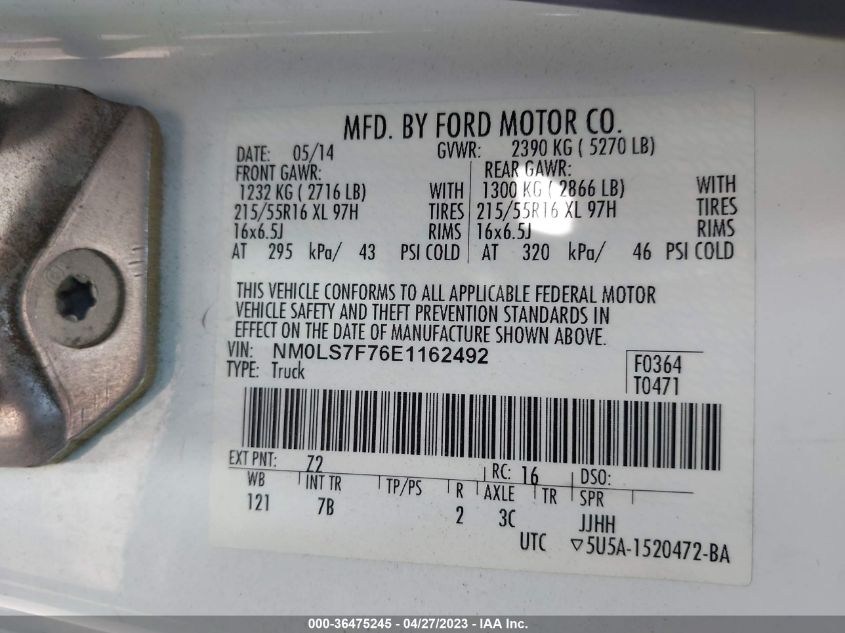 MFD. BY FORD MOTOR CO.
DATE: 05/14 GVWR: 2390 KG ( 5270 LB)
FRONT GAWR: REAR GAWR:
1232 KG ( 2716 LB) WITH 1300 KG ( 2866 LB) WITH
215/55R16 XL 97H TIRES 215/55R16 XL 97H TIRES
16x6.5J RIMS 16x6.5J RIMS
AT 295 kPa/ 43 PSI COLD AT 320 kPa/ 46 PSI COLD
THIS VEHICLE CONFORMS TO ALL APPLICABLE FEDERAL MOTOR
VEHICLE SAFETY AND THEFT PREVENTION STANDARDS IN
EFFECT ON THE DATE OF MANUFACTURE SHOWN ABOVE.
VIN: NM0LS7F76E1162492 F0364
TYPE: Truck T0471
EXT PNT: Z2 RC: 16 DSO:
WB INT TR TP/PS R AXLE TR SPR
121 7B 2 3C JJHH
UTC ▽5U5A-1520472-BA
000-36475245 - 04/27/2023 - IAA Inc.